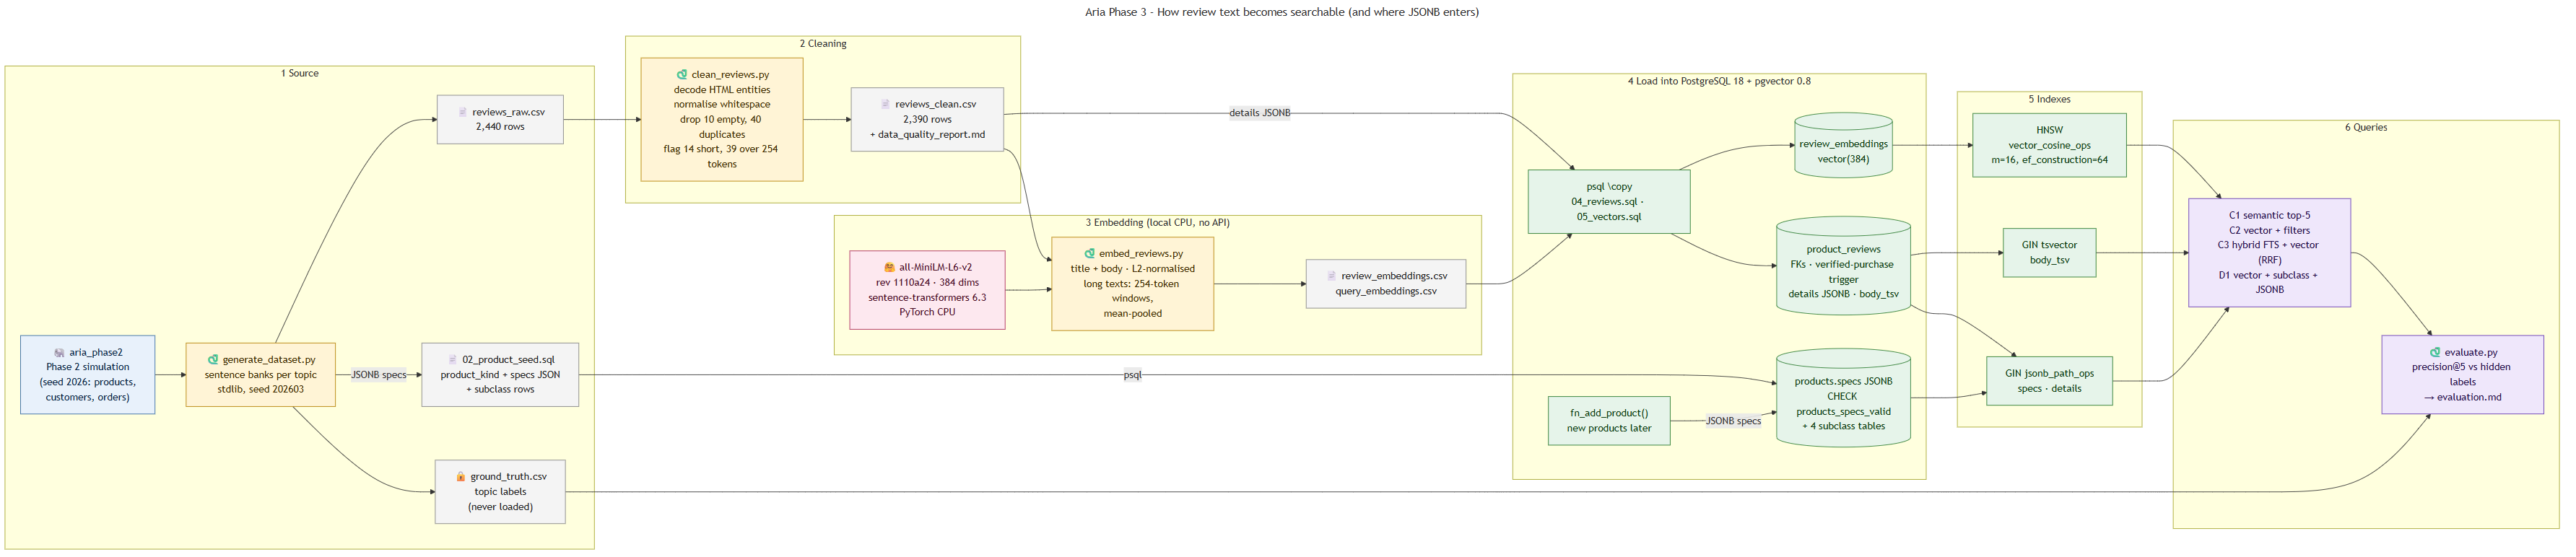 Aria Phase 3 - How review text becomes searchable (and where JSONB enters)
1 Source
aria_phase2
Phase 2 simulation
(seed 2026: products,
customers, orders)
generate_dataset.py
sentence banks per topic
stdlib, seed 202603
reviews_raw.csv
2,440 rows
JSONB specs
02_product_seed.sql
product_kind + specs JSON
+ subclass rows
ground_truth.csv
topic labels
(never loaded)
2 Cleaning
clean_reviews.py
decode HTML entities
normalise whitespace
drop 10 empty, 40
duplicates
flag 14 short, 39 over 254
tokens
reviews_clean.csv
2,390 rows
+ data_quality_report.md
details JSONB
3 Embedding (local CPU, no API)
all-MiniLM-L6-v2
rev 1110a24 · 384 dims
sentence-transformers 6.3
PyTorch CPU
embed_reviews.py
title + body · L2-normalised
long texts: 254-token
windows,
mean-pooled
review_embeddings.csv
query_embeddings.csv
psql
4 Load into PostgreSQL 18 + pgvector 0.8
psql \copy
04_reviews.sql ·
05_vectors.sql
review_embeddings
vector(384)
product_reviews
FKs · verified-purchase
trigger
details JSONB · body_tsv
fn_add_product()
new products later
JSONB specs
products.specs JSONB
CHECK
products_specs_valid
+ 4 subclass tables
5 Indexes
HNSW
vector_cosine_ops
m=16, ef_construction=64
GIN tsvector
body_tsv
GIN jsonb_path_ops
specs · details
6 Queries
C1 semantic top-5
C2 vector + filters
C3 hybrid FTS + vector
(RRF)
D1 vector + subclass +
JSONB
evaluate.py
precision@5 vs hidden
labels
→ evaluation.md